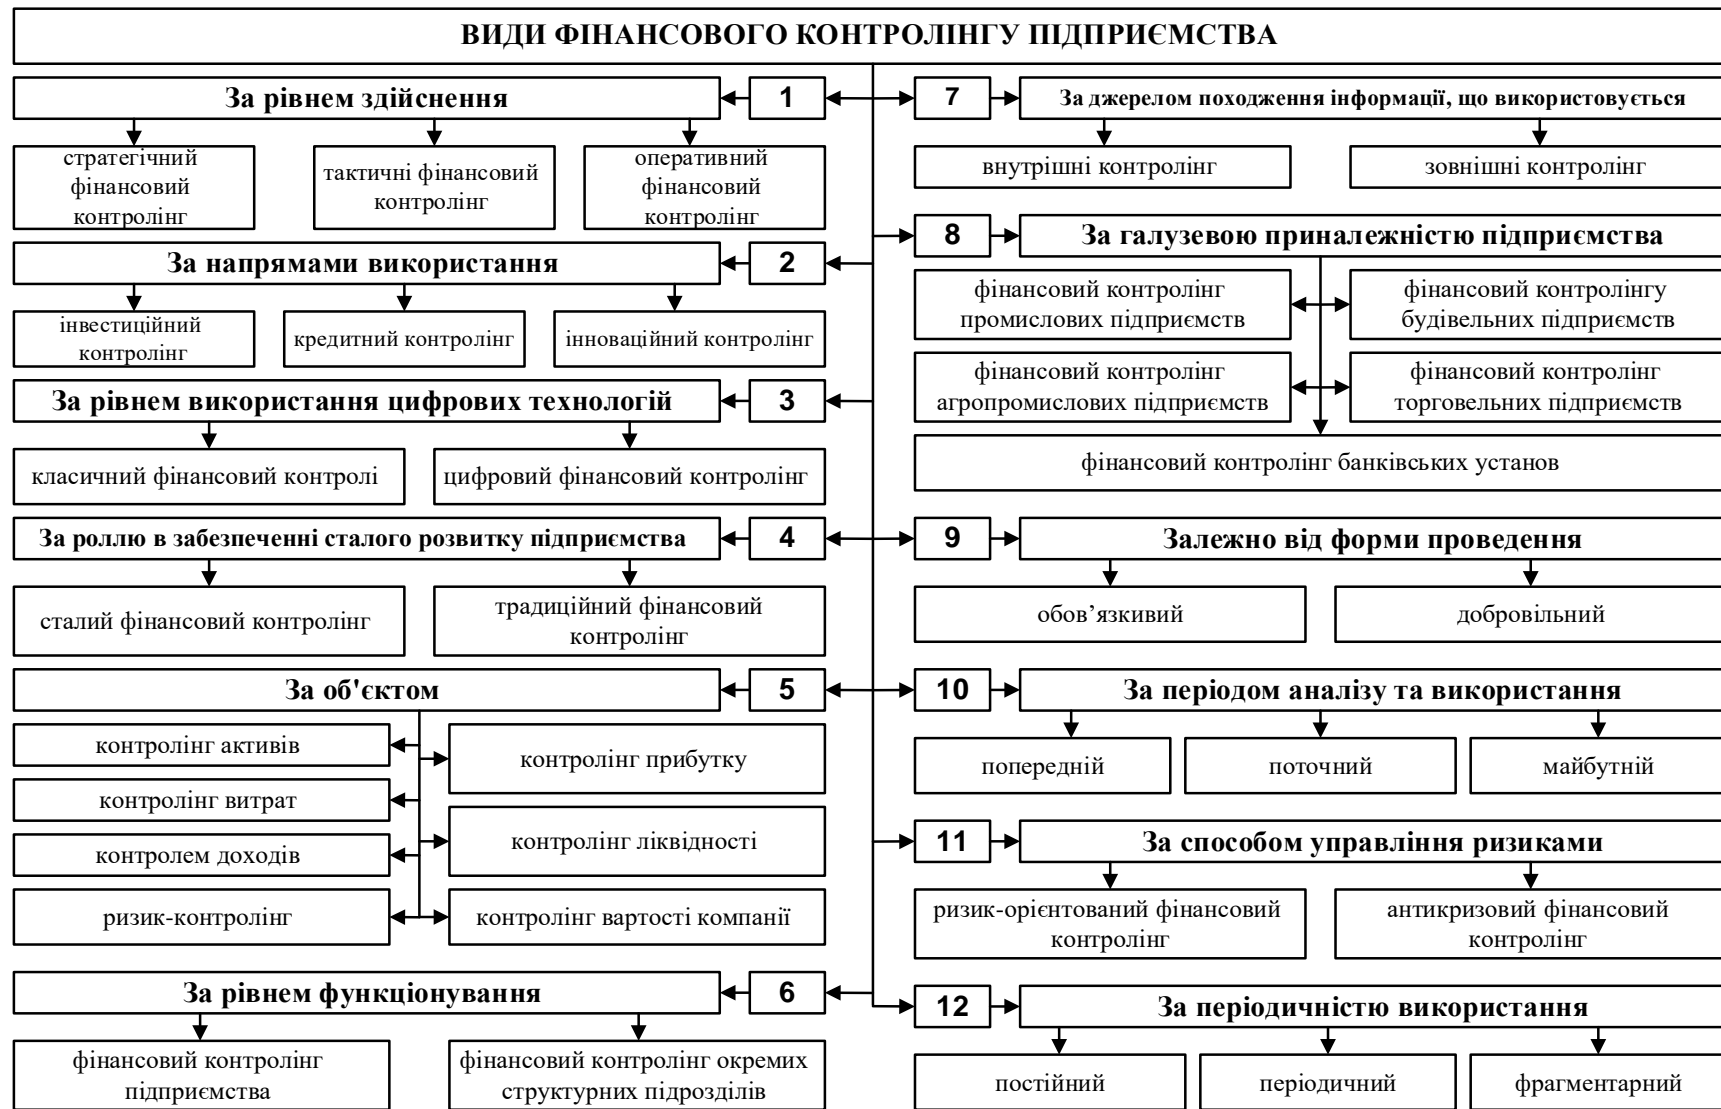 ВИДИ ФІНАНСОВОГО КОНТРОЛІНГУ ПІДПРИЄМСТВА
За рівнем здійснення
1
стратегічний
фінансовий
контролінг
тактичні фінансовий
контролінг
оперативний
фінансовий
контролінг
За напрямами використання
2
інвестиційний
контролінг
кредитний контролінг
інноваційний контролінг
За рівнем використання цифрових технологій
3
класичний фінансовий контролі
цифровий фінансовий контролінг
За роллю в забезпеченні сталого розвитку підприємства
4
сталий фінансовий контролінг
традиційний фінансовий
контролінг
За об'єктом
5
контролінг активів
контролінг витрат
контролем доходів
ризик-контролінг
контролінг прибутку
контролінг ліквідності
контролінг вартості компанії
За рівнем функціонування
6
фінансовий контролінг
підприємства
фінансовий контролінг окремих
структурних підрозділів
7
За джерелом походження інформації, що використовується
внутрішні контролінг
зовнішні контролінг
8
За галузевою приналежністю підприємства
фінансовий контролінг
промислових підприємств
фінансовий контролінгу
будівельних підприємств
фінансовий контролінг
агропромислових підприємств
фінансовий контролінг
торговельних підприємств
фінансовий контролінг банківських установ
9
Залежно від форми проведення
обов’язкивий
добровільний
10
За періодом аналізу та використання
попередній
поточний
майбутній
11
За способом управління ризиками
ризик-орієнтований фінансовий
контролінг
антикризовий фінансовий
контролінг
12
За періодичністю використання
постійний
періодичний
фрагментарний